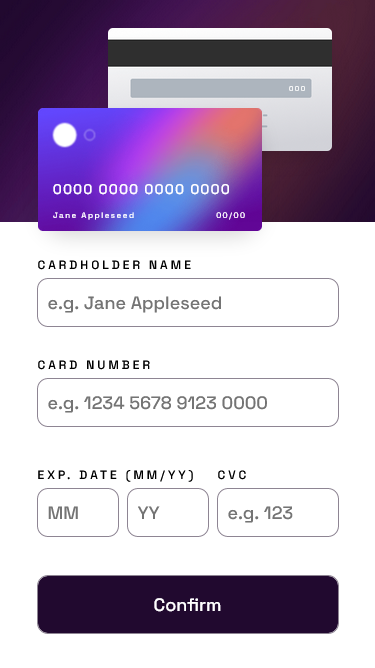 000
0000 0000 0000 0000
Jane Appleseed 00/00
CARDHOLDER NAME
e.g. Jane Appleseed
CARD NUMBER
e.g. 1234 5678 9123 0000
EXP. DATE (MM/YY) CVC
MM YY e.g. 123
Confirm